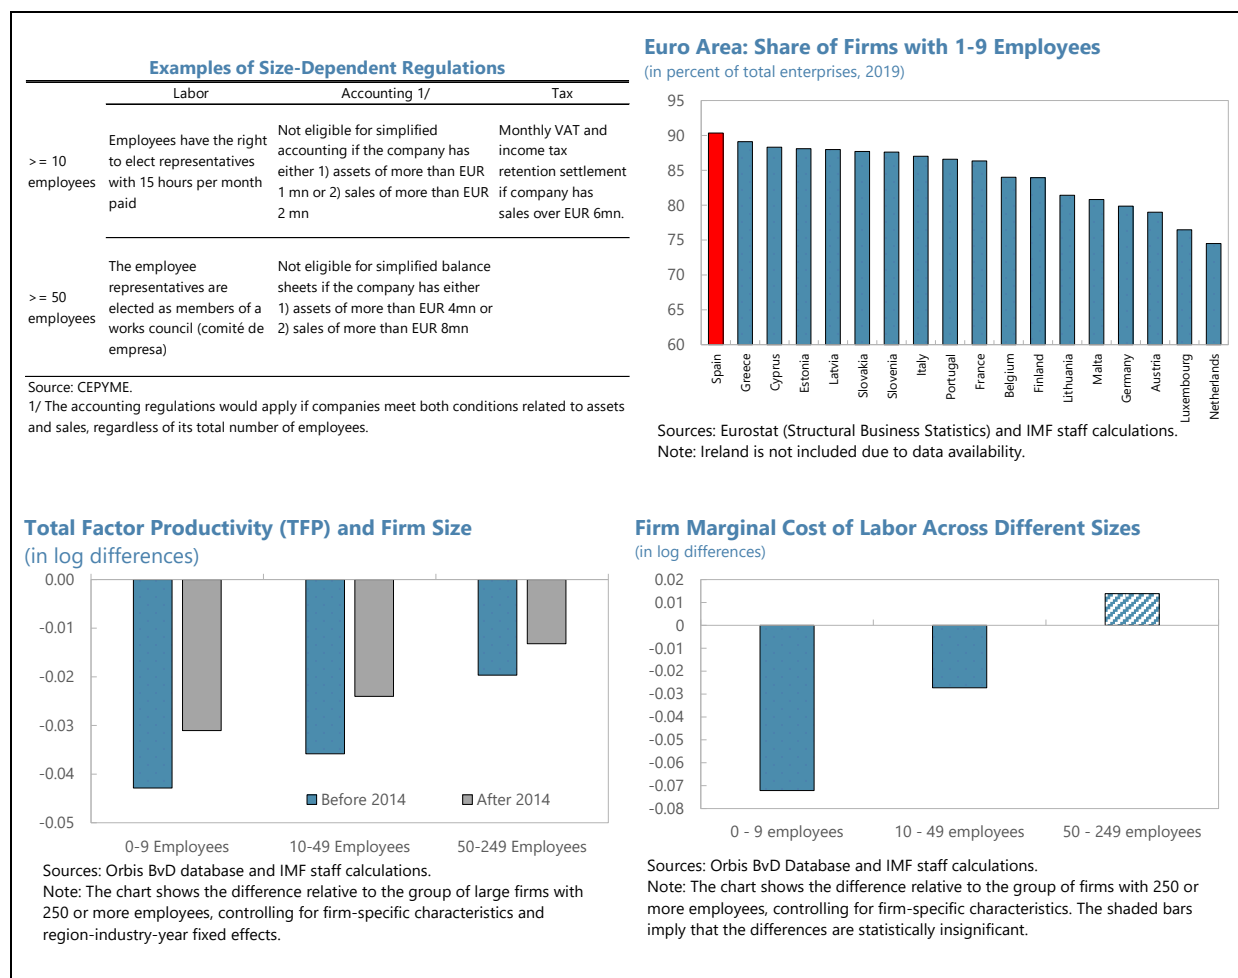 Examples of Size-Dependent Regulations
Labor Accounting 1/ Tax
>= 10
employees
Employees have the right
to elect representatives
with 15 hours per month
paid
Not eligible for simplified
accounting if the company has
either 1) assets of more than EUR
1 mn or 2) sales of more than EUR
2 mn
Monthly VAT and
income tax
retention settlement
if company has
sales over EUR 6mn.
>= 50
employees
The employee
representatives are
elected as members of a
works council (comité de
empresa)
Not eligible for simplified balance
sheets if the company has either
1) assets of more than EUR 4mn or
2) sales of more than EUR 8mn
Source: CEPYME.
1/ The accounting regulations would apply if companies meet both conditions related to assets
and sales, regardless of its total number of employees.
Euro Area: Share of Firms with 1-9 Employees
(in percent of total enterprises, 2019)
95
90
85
80
75
70
65
60
Spain
Greece
Cyprus
Estonia
Latvia
Slovakia
Slovenia
Italy
Portugal
France
Belgium
Finland
Lithuania
Malta
Germany
Austria
Luxembourg
Netherlands
Sources: Eurostat (Structural Business Statistics) and IMF staff calculations.
Note: Ireland is not included due to data availability.
Total Factor Productivity (TFP) and Firm Size
(in log differences)
0.00
-0.01
-0.02
-0.03
-0.04
-0.05
Before 2014 After 2014
0-9 Employees 10-49 Employees 50-249 Employees
Sources: Orbis BvD database and IMF staff calculations.
Note: The chart shows the difference relative to the group of large firms with
250 or more employees, controlling for firm-specific characteristics and
region-industry-year fixed effects.
Firm Marginal Cost of Labor Across Different Sizes
(in log differences)
0.02
0.01
0
-0.01
-0.02
-0.03
-0.04
-0.05
-0.06
-0.07
-0.08
0 - 9 employees 10 - 49 employees 50 - 249 employees
Sources: Orbis BvD Database and IMF staff calculations.
Note: The chart shows the difference relative to the group of firms with 250 or
more employees, controlling for firm-specific characteristics. The shaded bars
imply that the differences are statistically insignificant.